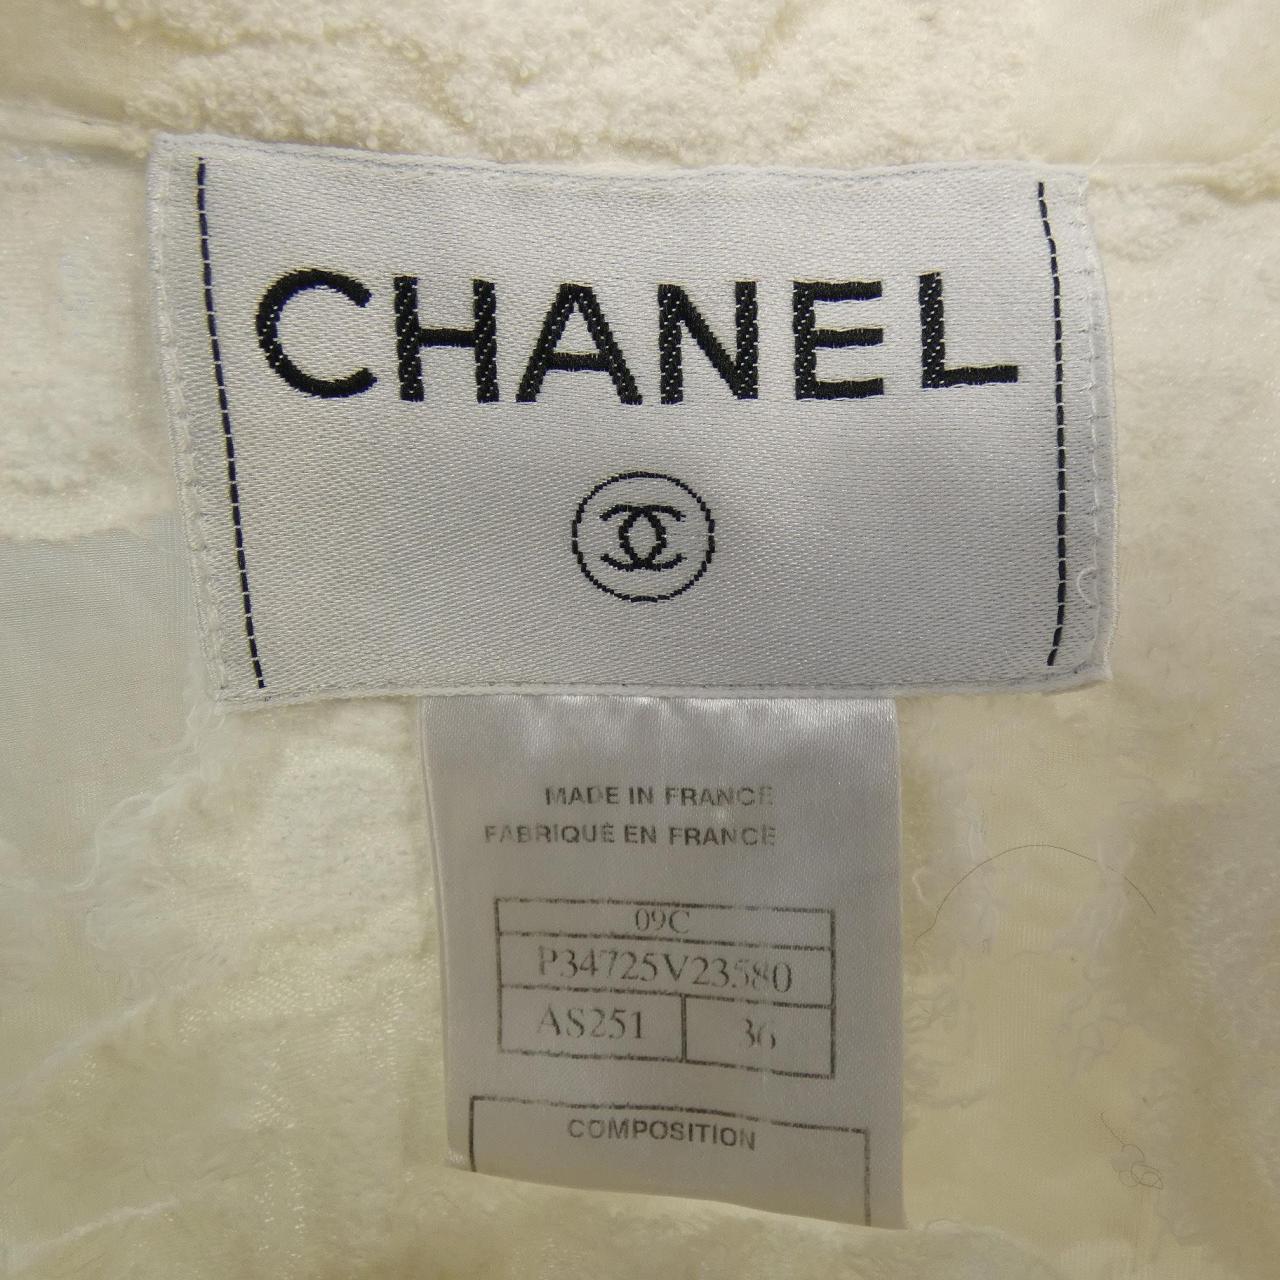 CHANEL
MADE IN FRANCE
FABRIQUÉ EN FRANCE
09C
P34725V23580
AS251 36
COMPOSITION